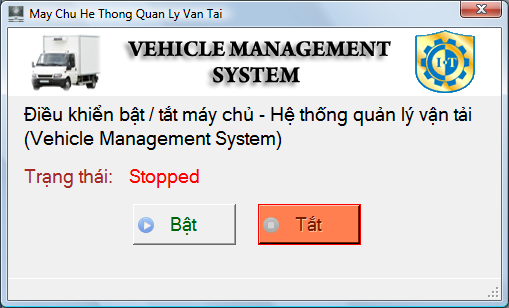 May Chu He Thong Quan Ly Van Tai
VEHICLE MANAGEMENT
SYSTEM
I&T
Điều khiển bật / tắt máy chủ - Hệ thống quản lý vận tải
(Vehicle Management System)
Trạng thái: Stopped
Bật
Tắt